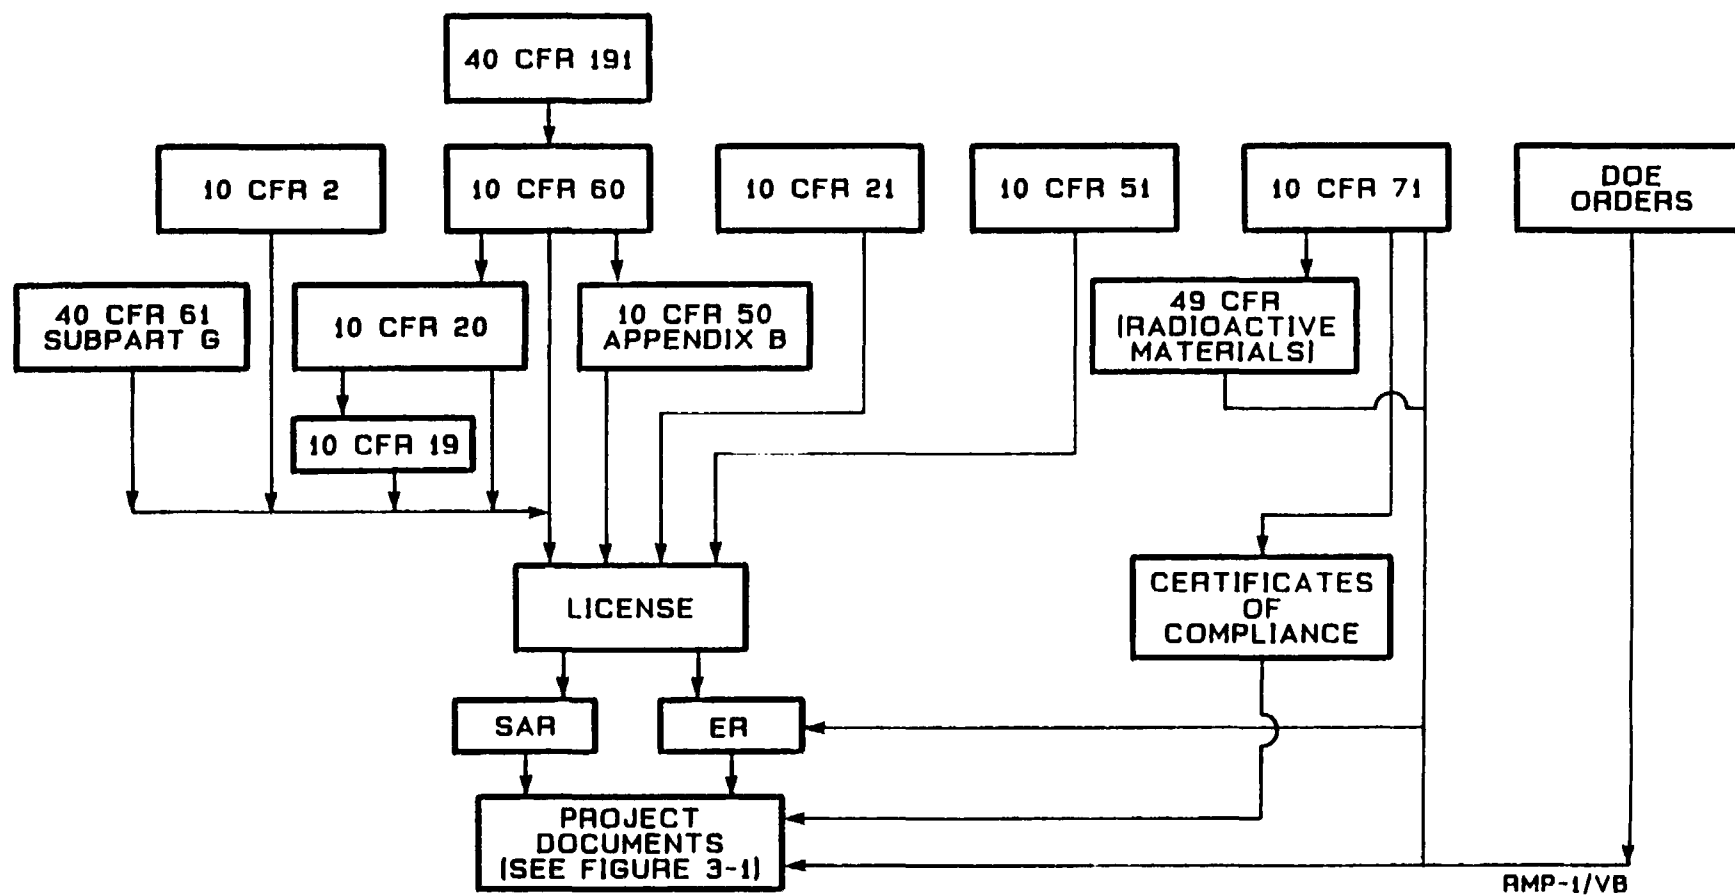 40 CFR 191
10 CFR 2
10 CFR 60
10 CFR 21
10 CFR 51
10 CFR 71
DOE
ORDERS
40 CFR 61
SUBPART G
10 CFR 20
10 CFR 50
APPENDIX B
49 CFR
(RADIOACTIVE
MATERIALS)
10 CFR 19
LICENSE
CERTIFICATES
OF
COMPLIANCE
SAR
ER
PROJECT
DOCUMENTS
(SEE FIGURE 3-1)
RMP-1/VB